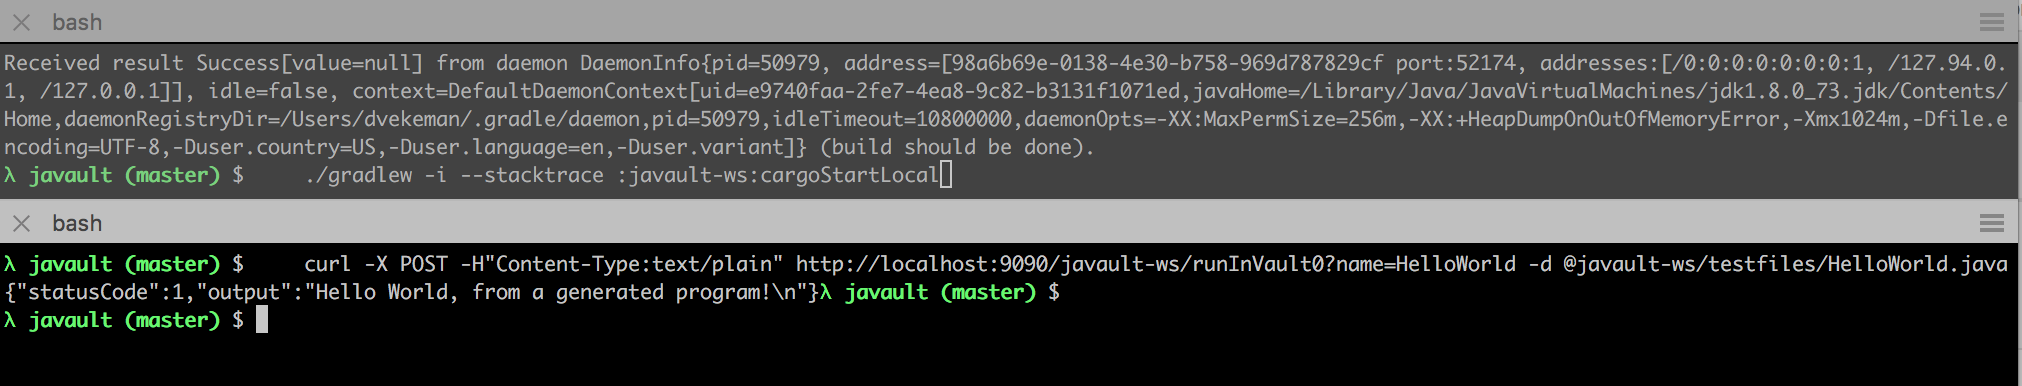 bash
Received result Success[value=null] from daemon DaemonInfo{pid=50979, address=[98a6b69e-0138-4e30-b758-969d787829cf port:52174, addresses:[/0:0:0:0:0:0:0:1, /127.94.0.
1, /127.0.0.1]], idle=false, context=DefaultDaemonContext[uid=e9740faa-2fe7-4ea8-9c82-b3131f1071ed,javaHome=/Library/Java/JavaVirtualMachines/jdk1.8.0_73.jdk/Contents/
Home,daemonRegistryDir=/Users/dvekeman/.gradle/daemon,pid=50979,idleTimeout=10800000,daemonOpts=-XX:MaxPermSize=256m,-XX:+HeapDumpOnOutOfMemoryError,-Xmx1024m,-Dfile.e
ncoding=UTF-8,-Duser.country=US,-Duser.language=en,-Duser.variant]} (build should be done).
λ javault (master) $     ./gradlew -i --stacktrace :javault-ws:cargoStartLocal
bash
λ javault (master) $     curl -X POST -H"Content-Type:text/plain" http://localhost:9090/javault-ws/runInVault0?name=HelloWorld -d @javault-ws/testfiles/HelloWorld.java
{"statusCode":1,"output":"Hello World, from a generated program!\n"}λ javault (master) $
λ javault (master) $